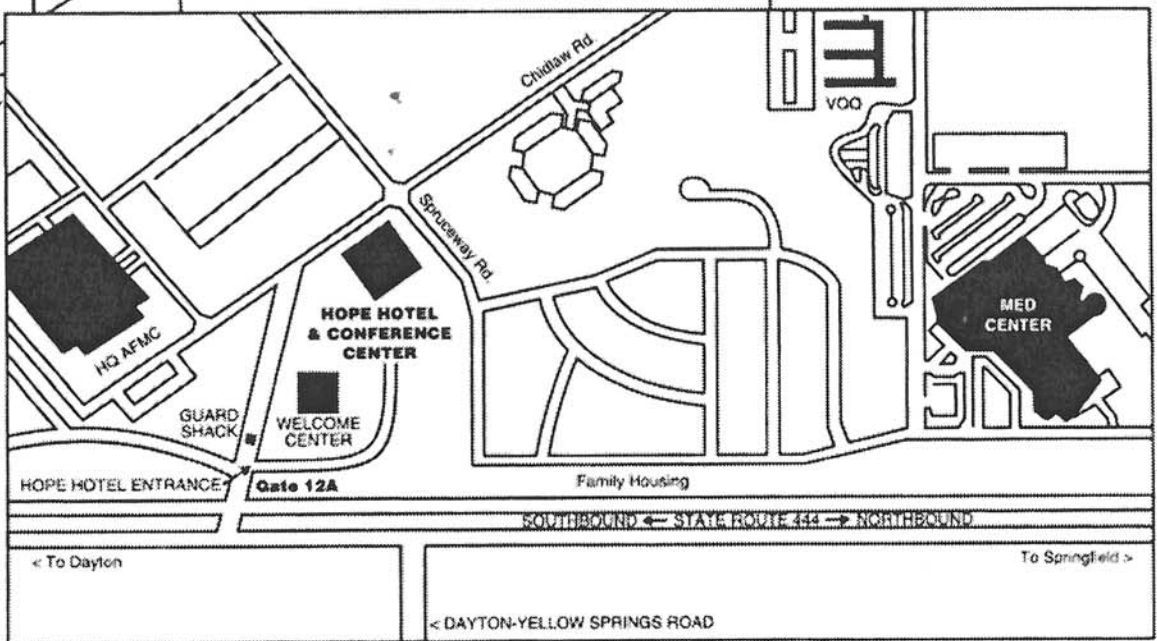 Chidlaw Rd.
VOQ
Spruceway Rd.
HOPE HOTEL
& CONFERENCE
CENTER
MED
CENTER
HQ AFMC
GUARD
SHACK
WELCOME
CENTER
HOPE HOTEL ENTRANCE
Gate 12A
Family Housing
SOUTHBOUND ← STATE ROUTE 444 → NORTHBOUND
< To Dayton
To Springfield >
< DAYTON-YELLOW SPRINGS ROAD